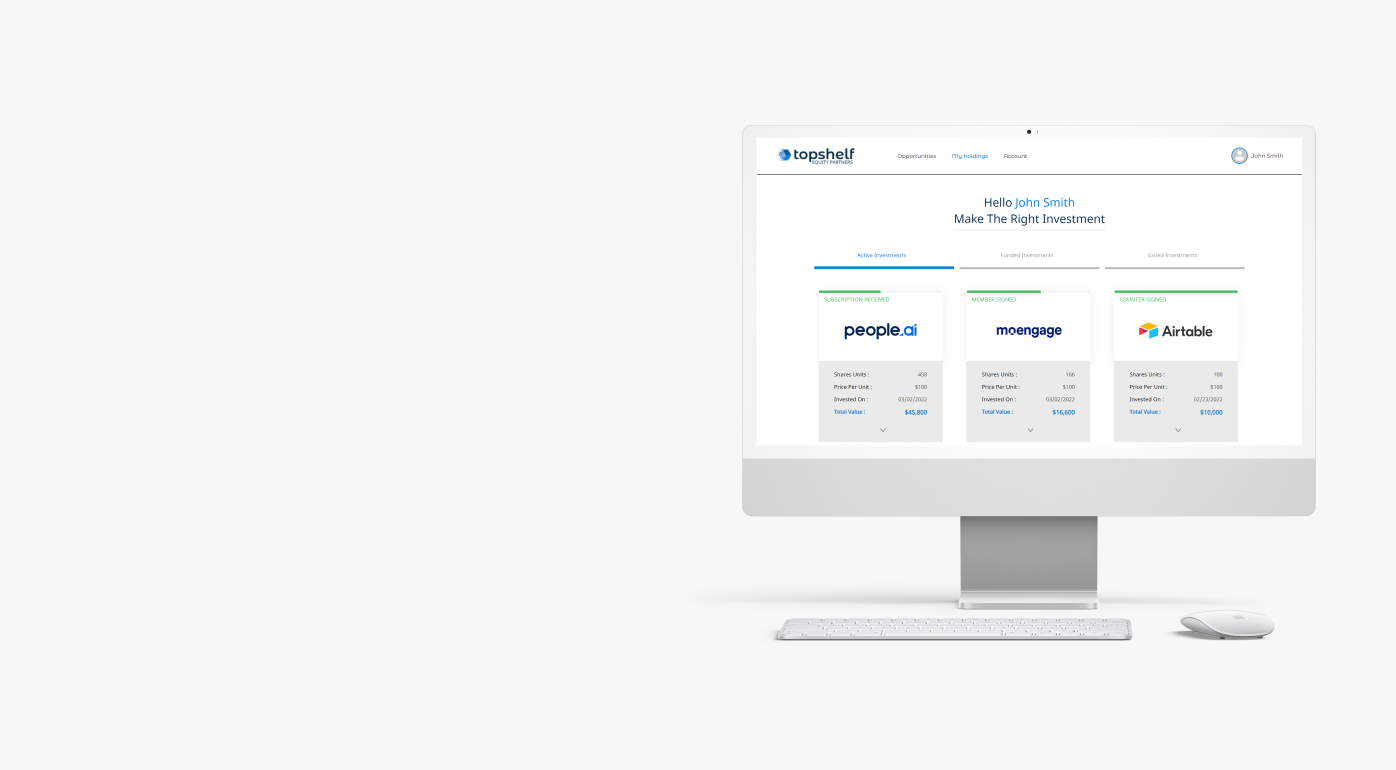 topshelf
EQUITY PARTNERS
Opportunities My holdings Account
John Smith
Hello John Smith
Make The Right Investment
Active Investments Funded Investments Exited Investments
SUBSCRIPTION RECEIVED
people.ai
Shares Units : 458
Price Per Unit : $100
Invested On : 03/02/2022
Total Value : $45,800
MEMBER SIGNED
moengage
Shares Units : 166
Price Per Unit : $100
Invested On : 03/02/2022
Total Value : $16,600
COUNTER SIGNED
Airtable
Shares Units : 100
Price Per Unit : $100
Invested On : 02/23/2022
Total Value : $10,000